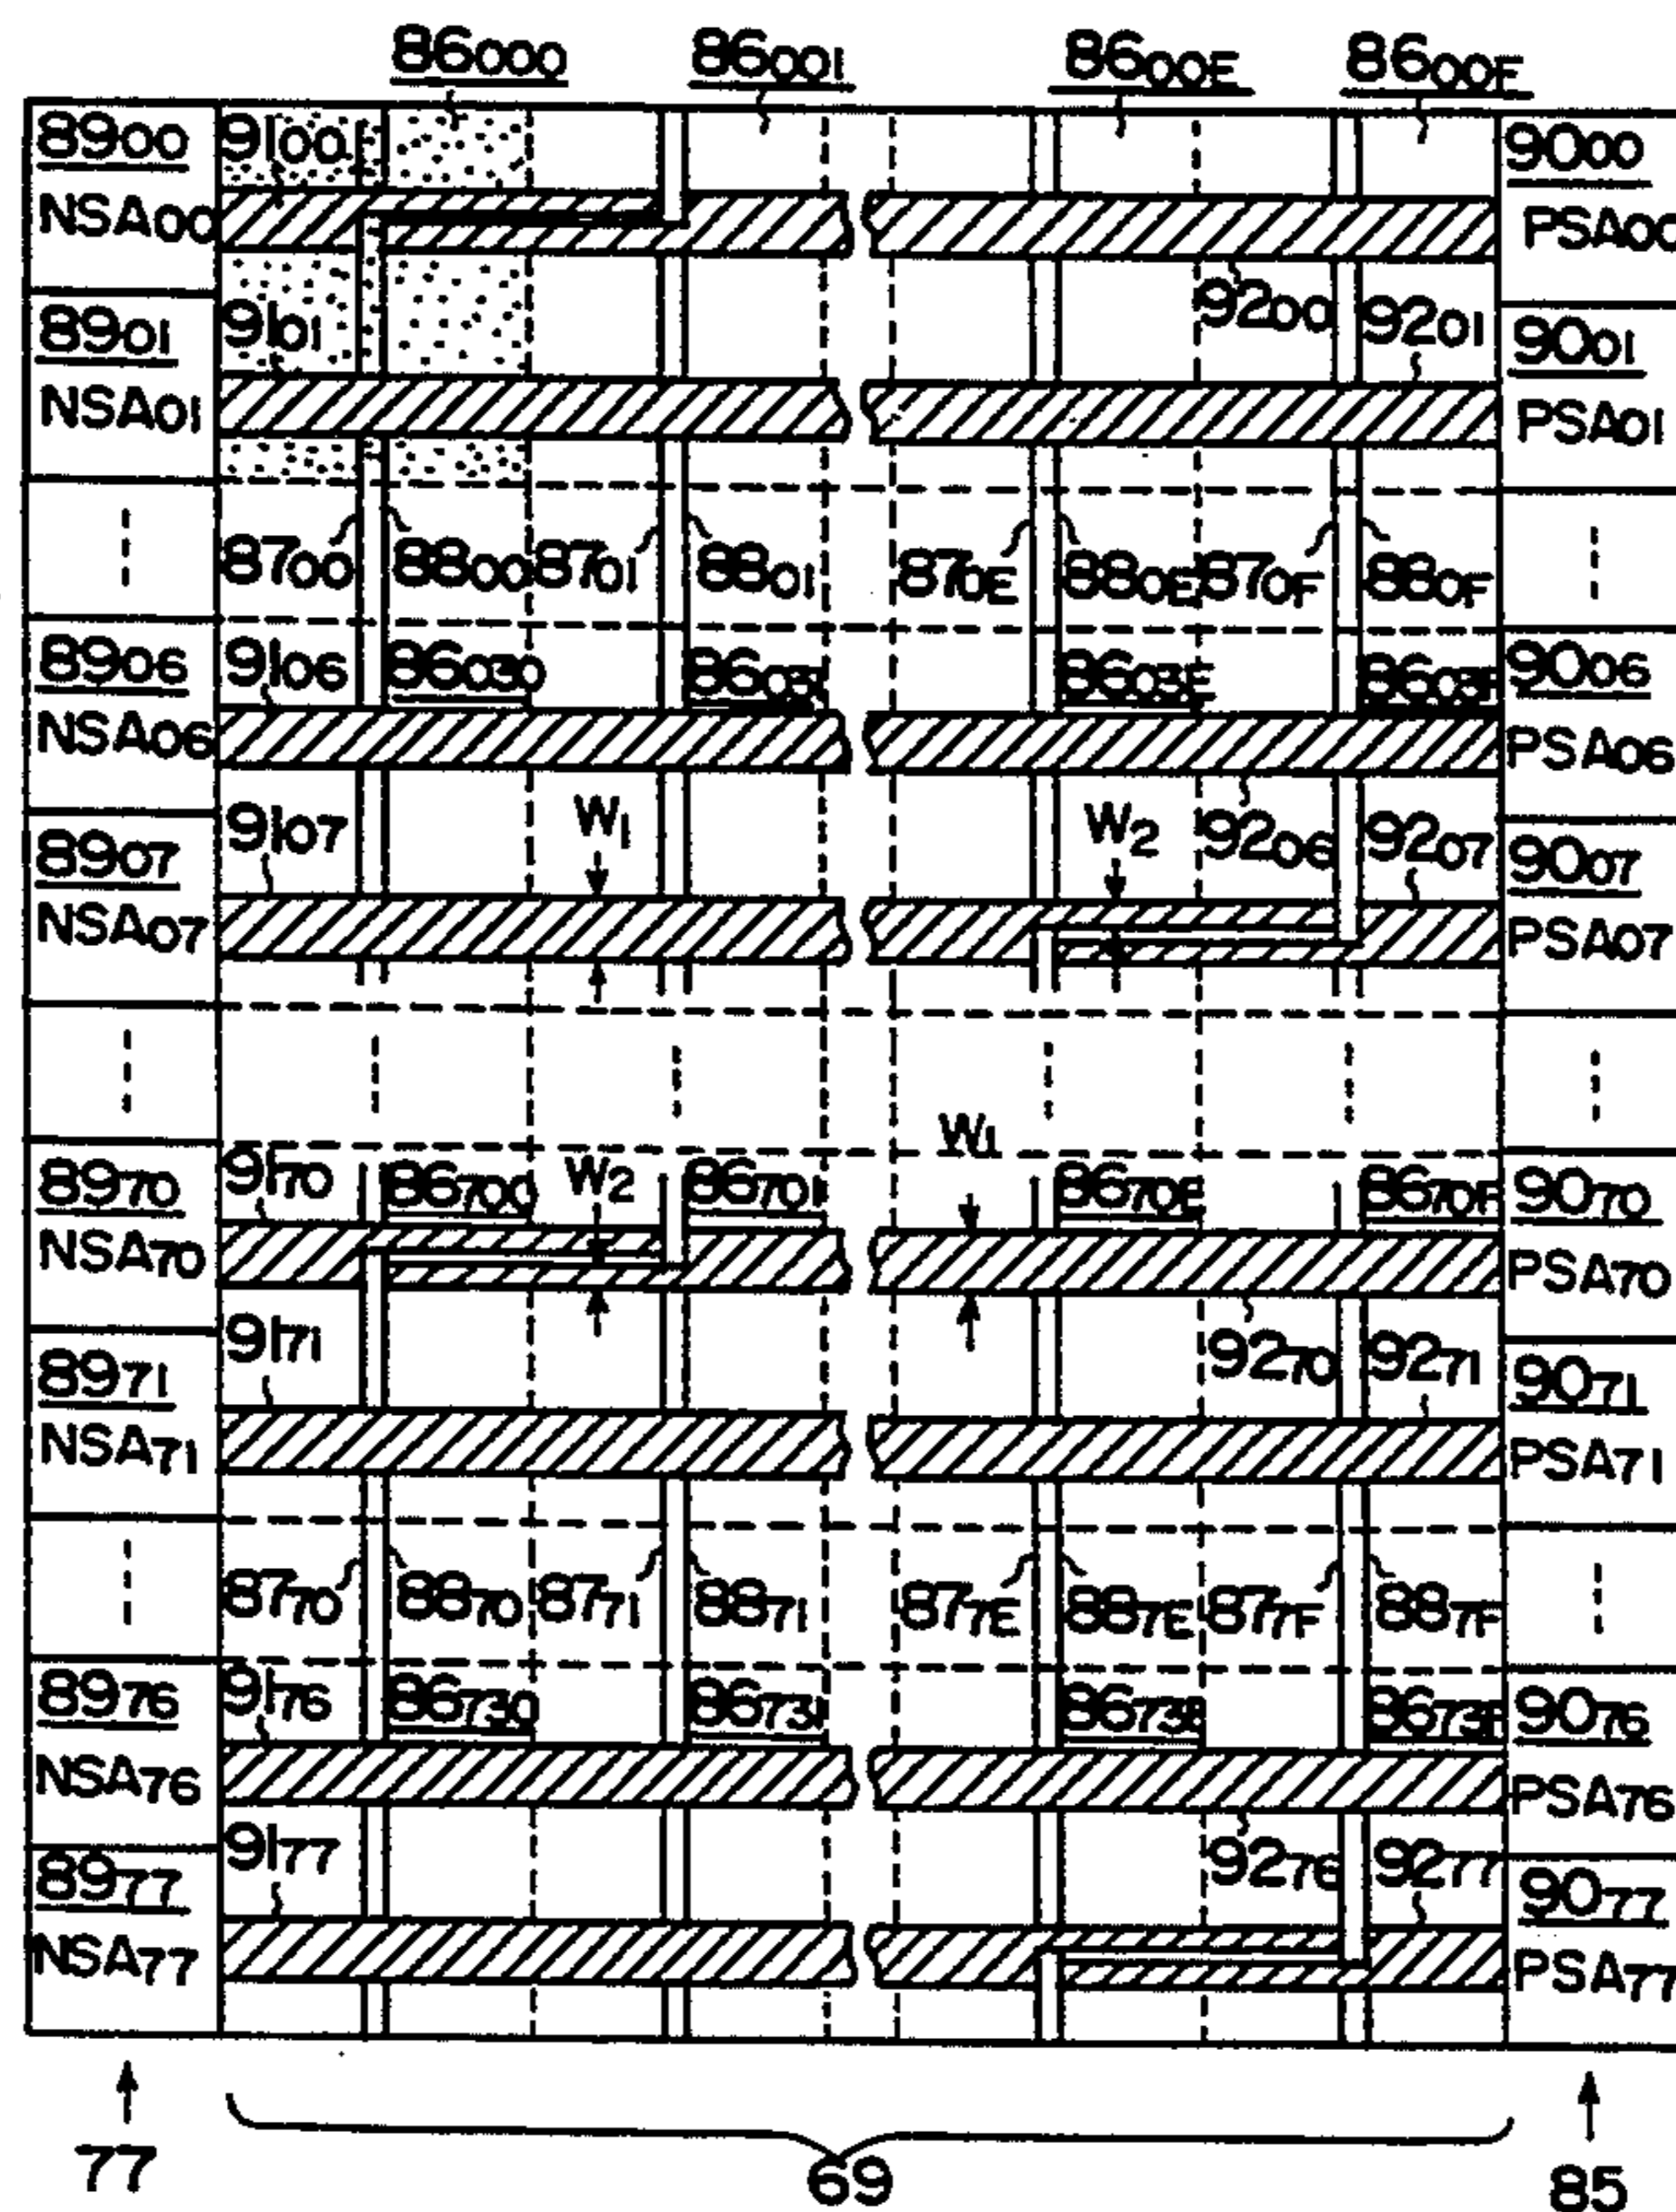 86000 86001 8600E 8600F
8900 9100 9000
NSA00 PSA00
9200
8901 9101 9201 9001
NSA01 PSA01
8700 8800 8701 8801 870E 880E 870F 880F
8906 9106 86030 86031 8603E 8603F 9006
NSA06 PSA06
8907 9107 W1 W2 9206 9207 9007
NSA07 PSA07
W1
8970 9170 86700 W2 86701 8670E 8670F 9070
NSA70 PSA70
8971 9171 9270 9271 9071
NSA71 PSA71
8770 8870 8771 8871 877E 887E 877F 887F
8976 9176 86730 86731 8673E 8673F 9076
NSA76 PSA76
8977 9177 9276 9277 9077
NSA77 PSA77
77 69 85